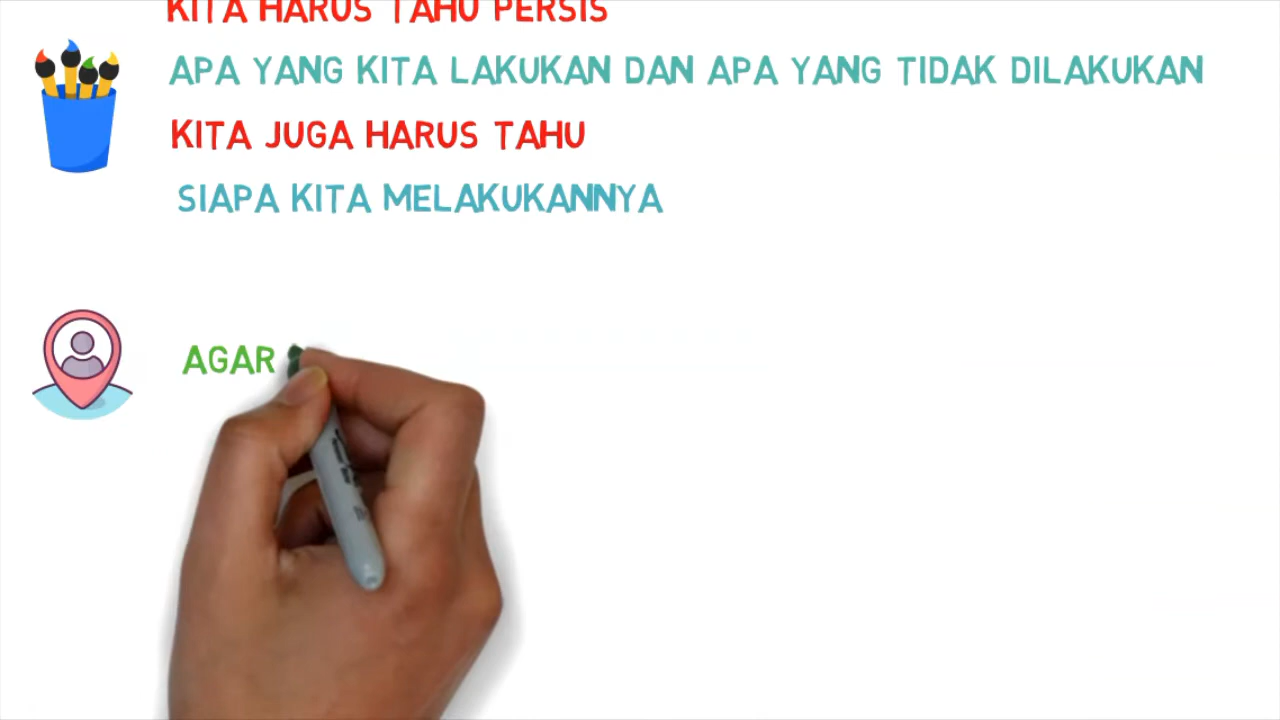 KITA HARUS TAHU PERSIS
APA YANG KITA LAKUKAN DAN APA YANG TIDAK DILAKUKAN
KITA JUGA HARUS TAHU
SIAPA KITA MELAKUKANNYA
AGAR